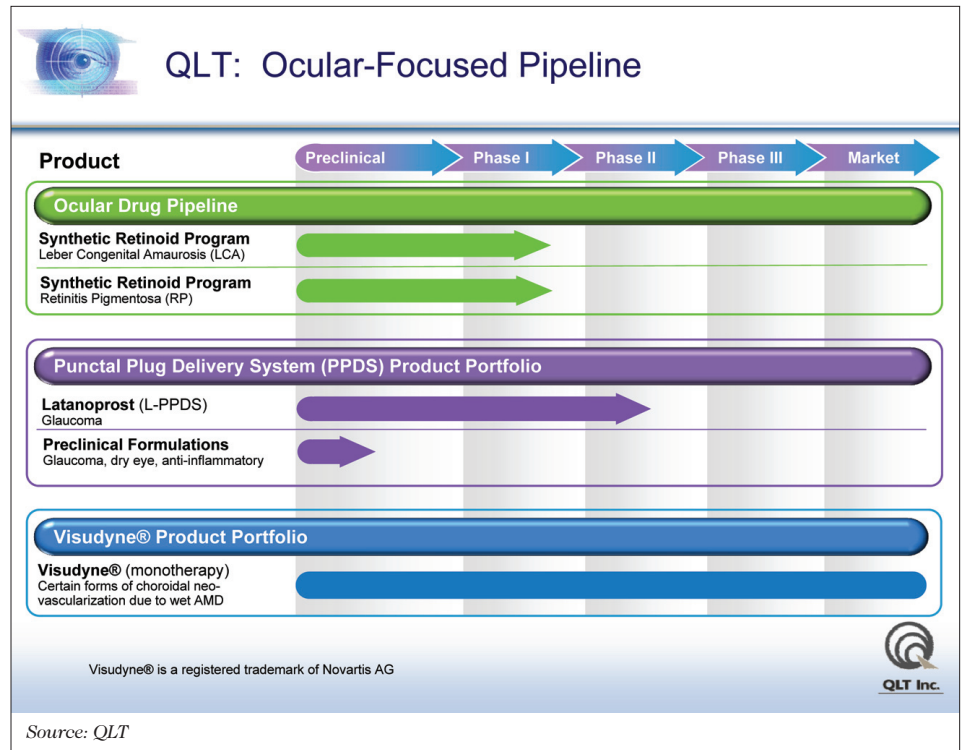 QLT: Ocular-Focused Pipeline
Product
Preclinical
Phase I
Phase II
Phase III
Market
Ocular Drug Pipeline
Synthetic Retinoid Program
Leber Congenital Amaurosis (LCA)
Synthetic Retinoid Program
Retinitis Pigmentosa (RP)
Punctal Plug Delivery System (PPDS) Product Portfolio
Latanoprost (L-PPDS)
Glaucoma
Preclinical Formulations
Glaucoma, dry eye, anti-inflammatory
Visudyne® Product Portfolio
Visudyne® (monotherapy)
Certain forms of choroidal neo-
vascularization due to wet AMD
Visudyne® is a registered trademark of Novartis AG
QLT Inc.
Source: QLT